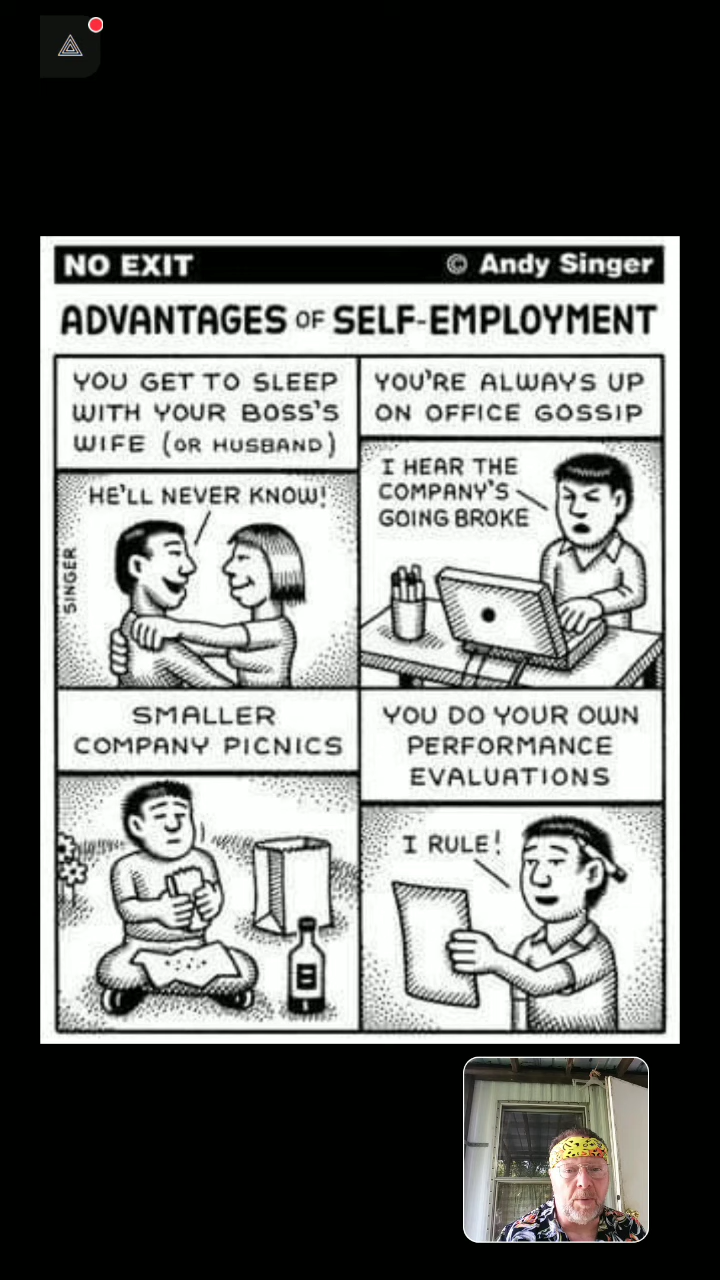 NO EXIT
© Andy Singer
ADVANTAGES OF SELF-EMPLOYMENT
YOU GET TO SLEEP
WITH YOUR BOSS'S
WIFE (OR HUSBAND)
HE'LL NEVER KNOW!
SINGER
YOU'RE ALWAYS UP
ON OFFICE GOSSIP
I HEAR THE
COMPANY'S
GOING BROKE
SMALLER
COMPANY PICNICS
YOU DO YOUR OWN
PERFORMANCE
EVALUATIONS
I RULE!